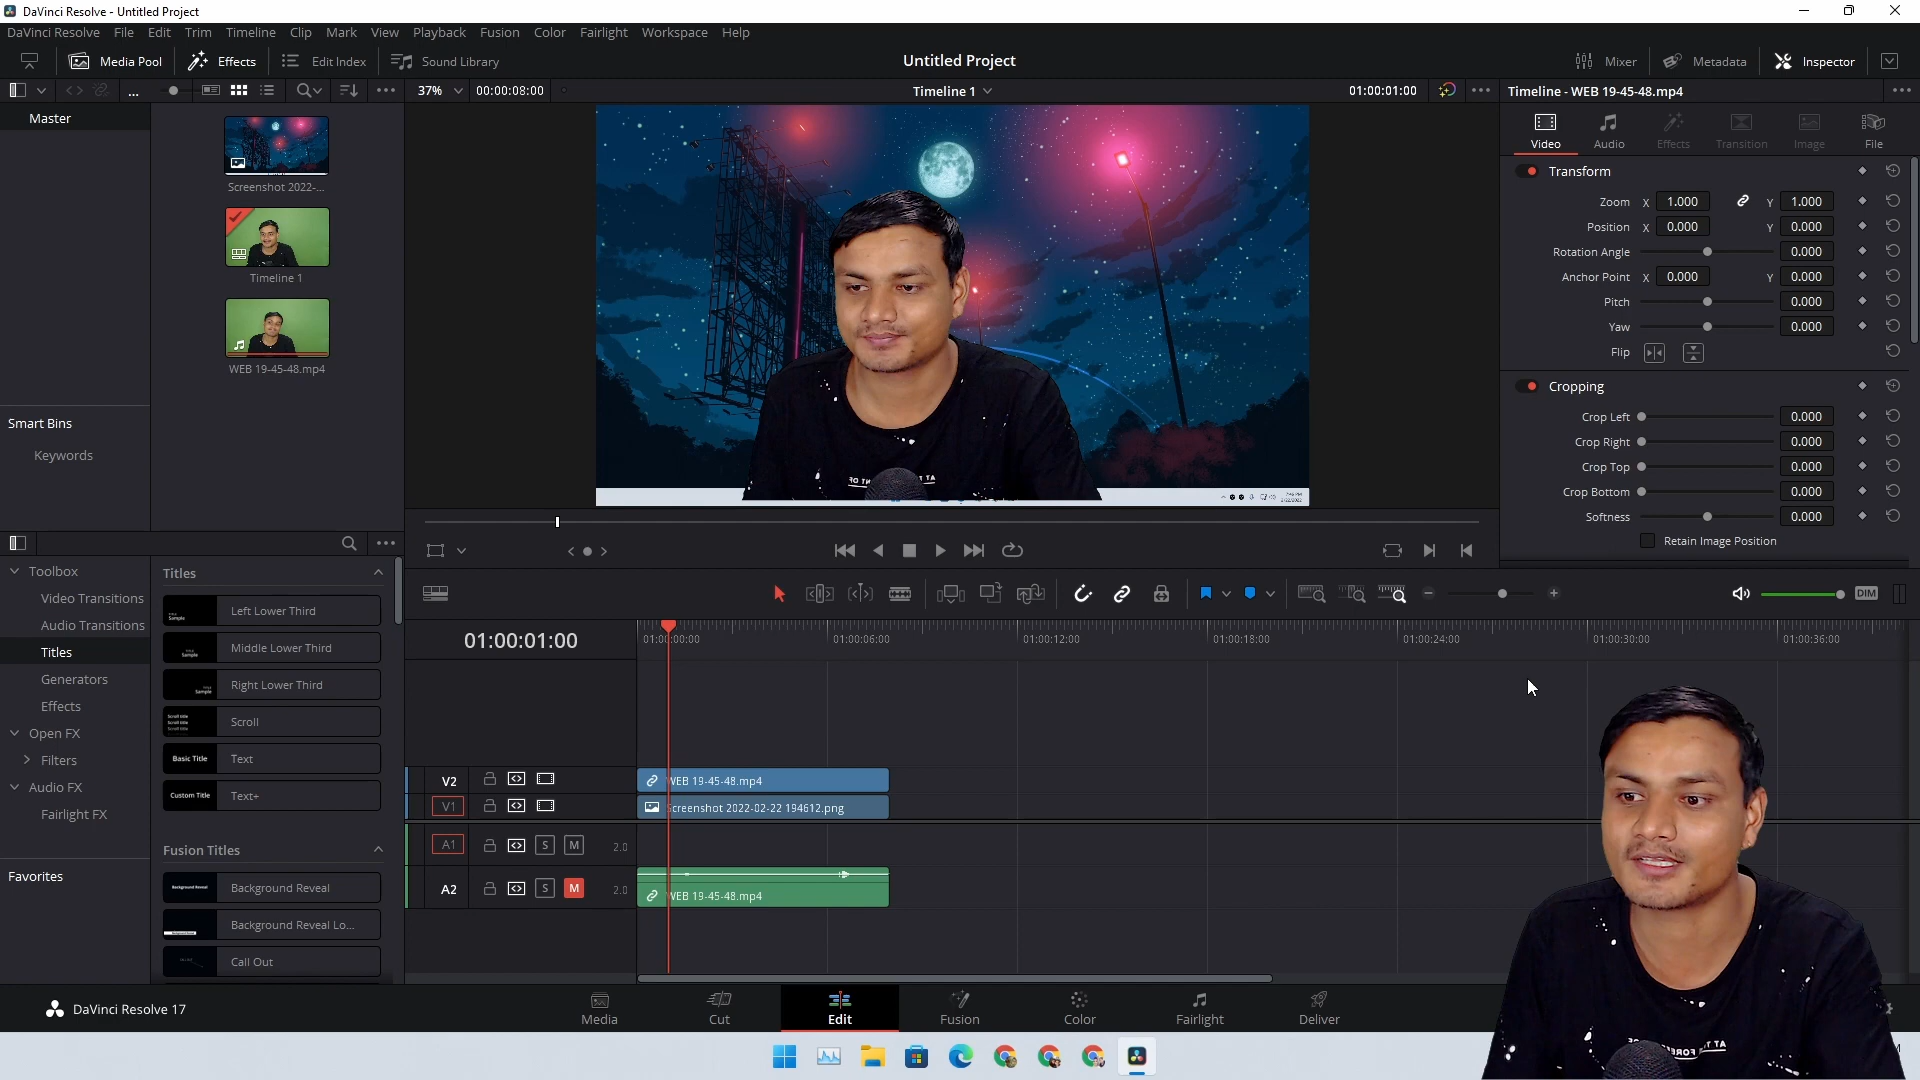 DaVinci Resolve - Untitled Project
DaVinci Resolve File Edit Trim Timeline Clip Mark View Playback Fusion Color Fairlight Workspace Help
Media Pool Effects Edit Index Sound Library Untitled Project Mixer Metadata Inspector
37% 00:00:08:00 Timeline 1 01:00:01:00 Timeline - WEB 19-45-48.mp4
Master
Screenshot 2022-...
Timeline 1
WEB 19-45-48.mp4
Smart Bins
Keywords
Video Audio Effects Transition Image File
Transform
Zoom X 1.000 Y 1.000
Position X 0.000 Y 0.000
Rotation Angle 0.000
Anchor Point X 0.000 Y 0.000
Pitch 0.000
Yaw 0.000
Flip
Cropping
Crop Left 0.000
Crop Right 0.000
Crop Top 0.000
Crop Bottom 0.000
Softness 0.000
Retain Image Position
Toolbox
Video Transitions
Audio Transitions
Titles
Generators
Effects
Open FX
Filters
Audio FX
Fairlight FX
Favorites
Titles
Left Lower Third
Middle Lower Third
Right Lower Third
Scroll
Basic Title Text
Custom Title Text+
Fusion Titles
Background Reveal
Background Reveal Lo...
Call Out
DIM
01:00:01:00
01:00:00:00 01:00:06:00 01:00:12:00 01:00:18:00 01:00:24:00 01:00:30:00 01:00:36:00
V2 WEB 19-45-48.mp4
V1 Screenshot 2022-02-22 194612.png
A1 S M 2.0
A2 S M 2.0
WEB 19-45-48.mp4
DaVinci Resolve 17
Media Cut Edit Fusion Color Fairlight Deliver